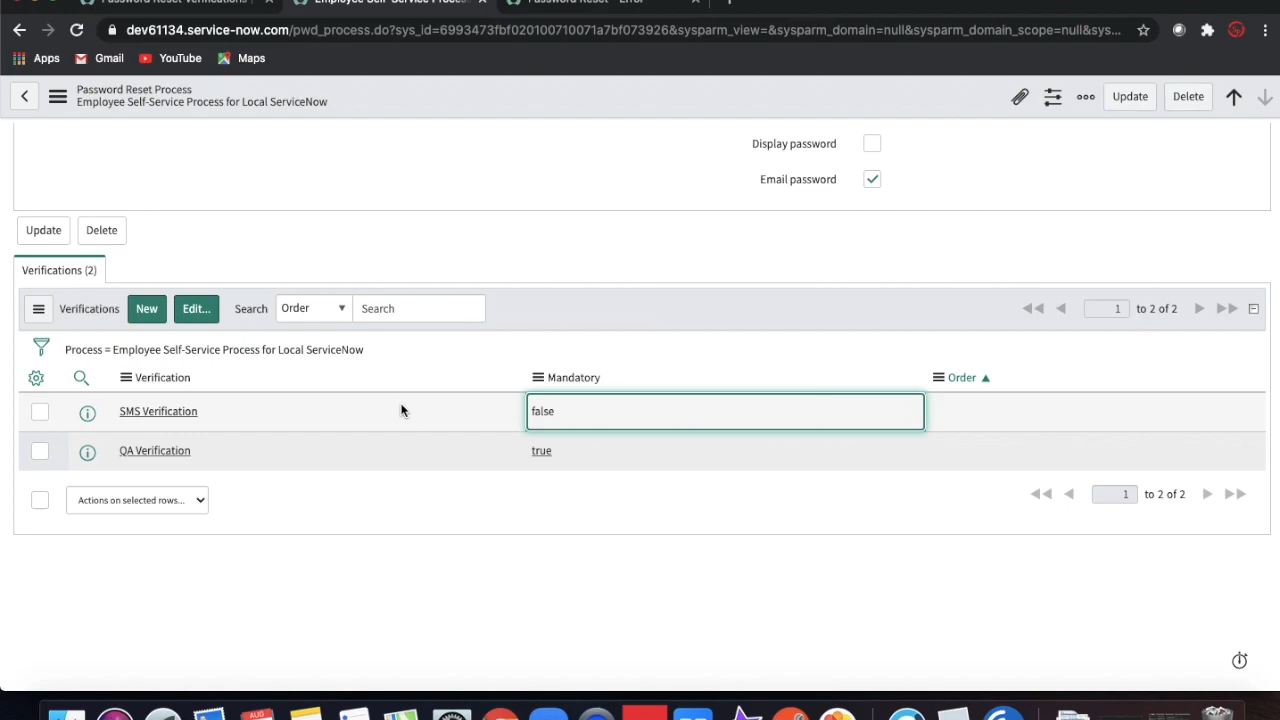 Password Reset Verifications
Employee Self-Service Proces
Password Reset - Error
dev61134.service-now.com/pwd_process.do?sys_id=6993473fbf020100710071a7bf073926&sysparm_view=&sysparm_domain=null&sysparm_domain_scope=null&sys...
Apps Gmail YouTube Maps
Password Reset Process
Employee Self-Service Process for Local ServiceNow
Update Delete
Display password
Email password
Update Delete
Verifications (2)
Verifications New Edit... Search Order Search 1 to 2 of 2
Process = Employee Self-Service Process for Local ServiceNow
Verification Mandatory Order
SMS Verification false
QA Verification true
Actions on selected rows... 1 to 2 of 2
AUG